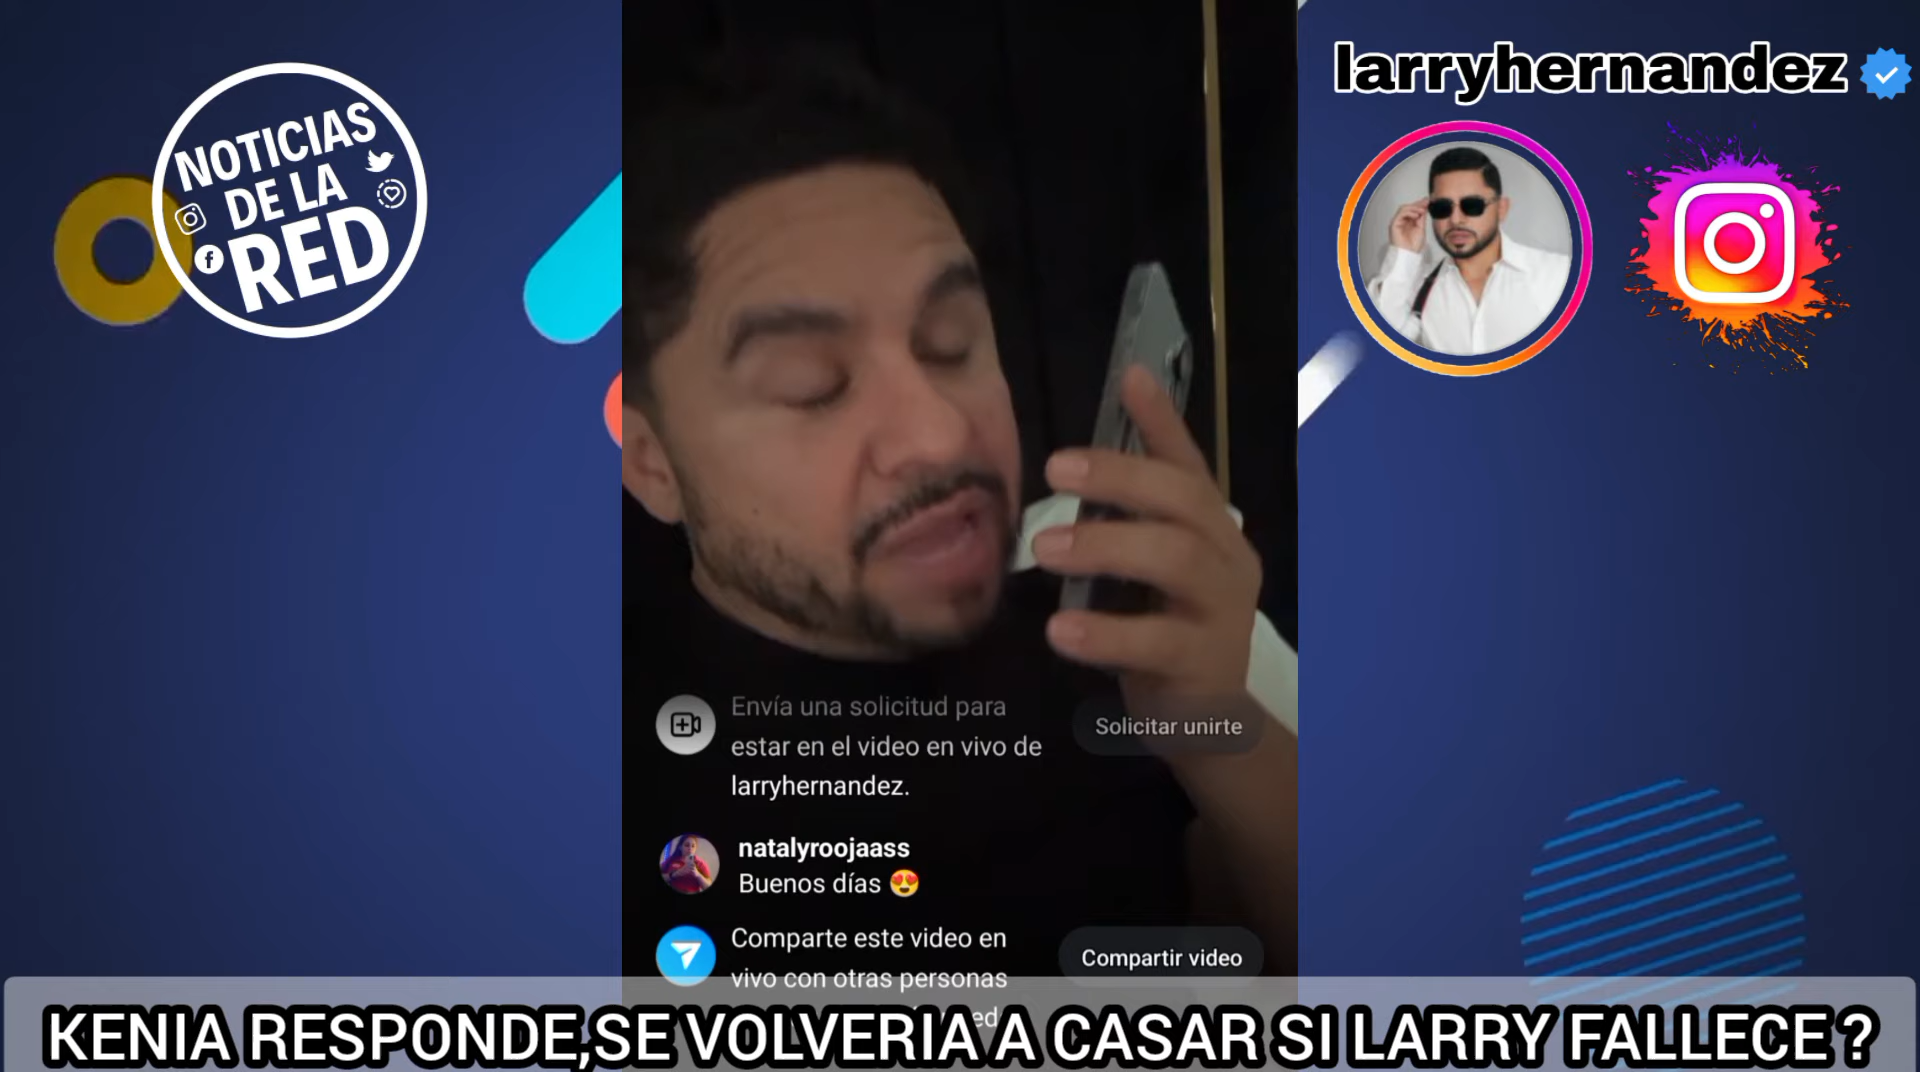 NOTICIAS
DE LA
RED
larryhernandez
Envía una solicitud para
estar en el video en vivo de
larryhernandez.
Solicitar unirte
natalyroojaass
Buenos días 😍
Comparte este video en
vivo con otras personas
Compartir video
KENIA RESPONDE,SE VOLVERIA A CASAR SI LARRY FALLECE ?